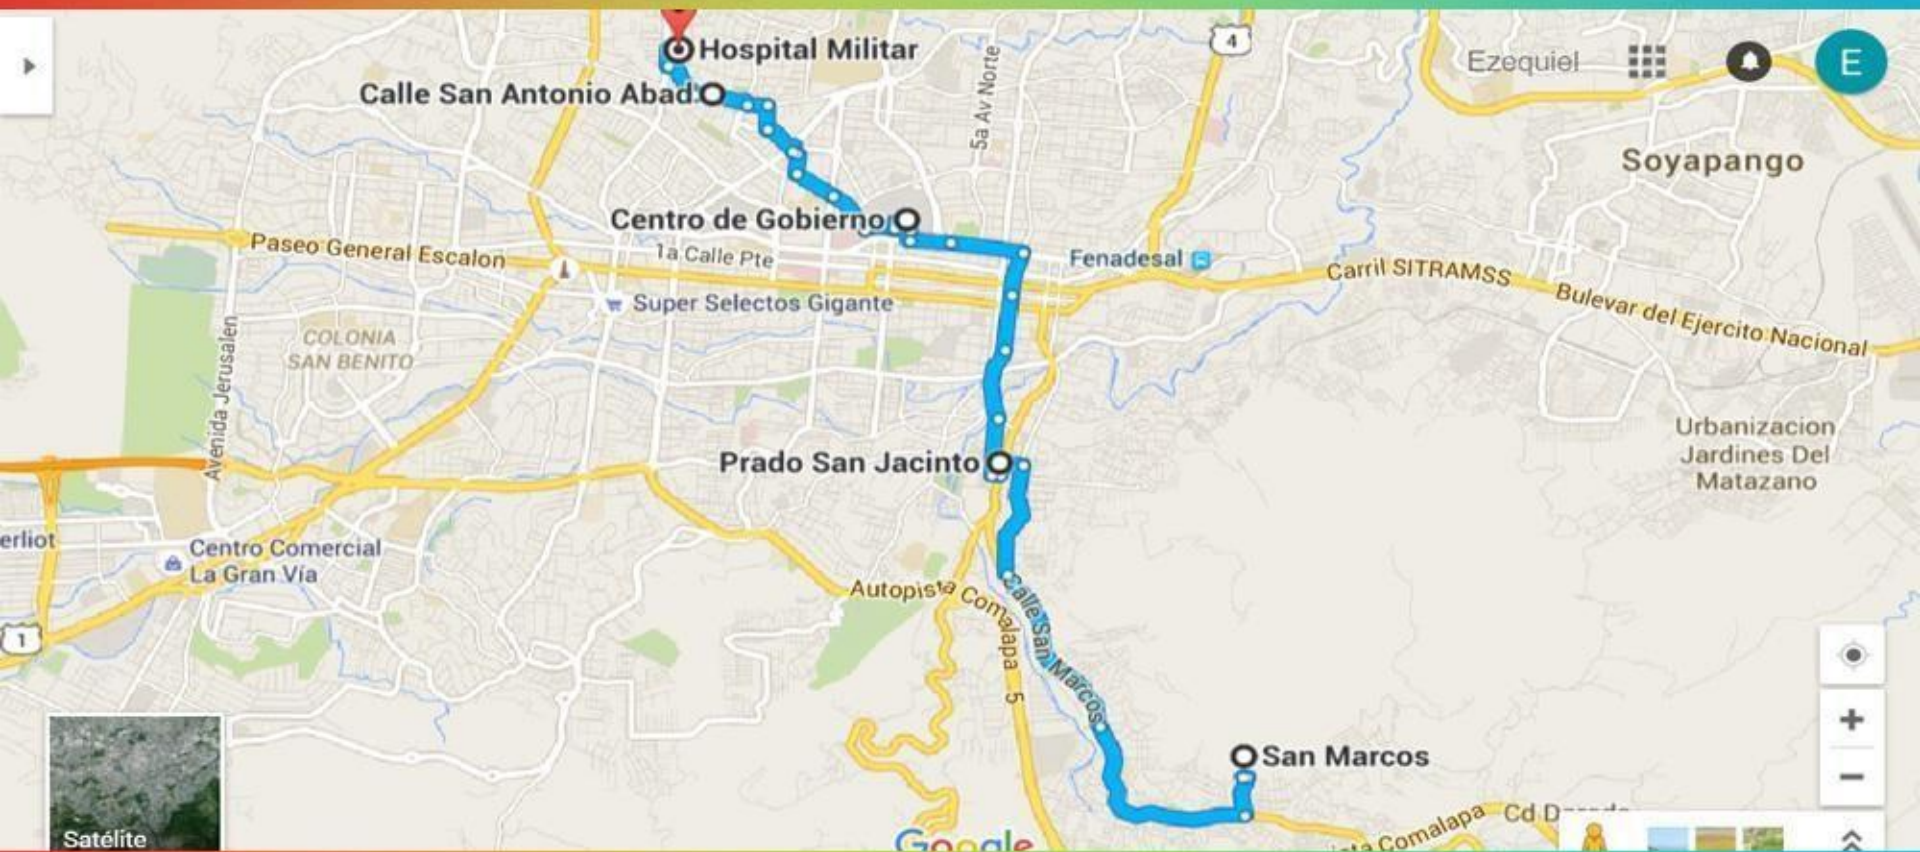 Hospital Militar
4
Ezequiel
E
Calle San Antonio Abad
5a Av Norte
Soyapango
Centro de Gobierno
Paseo General Escalon
1a Calle Pte
Fenadesal
Carril SITRAMSS
Bulevar del Ejercito Nacional
Super Selectos Gigante
COLONIA
SAN BENITO
Avenida Jerusalen
Urbanizacion
Jardines Del
Matazano
Prado San Jacinto
erliot
Centro Comercial
La Gran Vía
Autopista Comalapa
5
Calle San Marcos
1
San Marcos
Satélite
Google
Comalapa
Cd